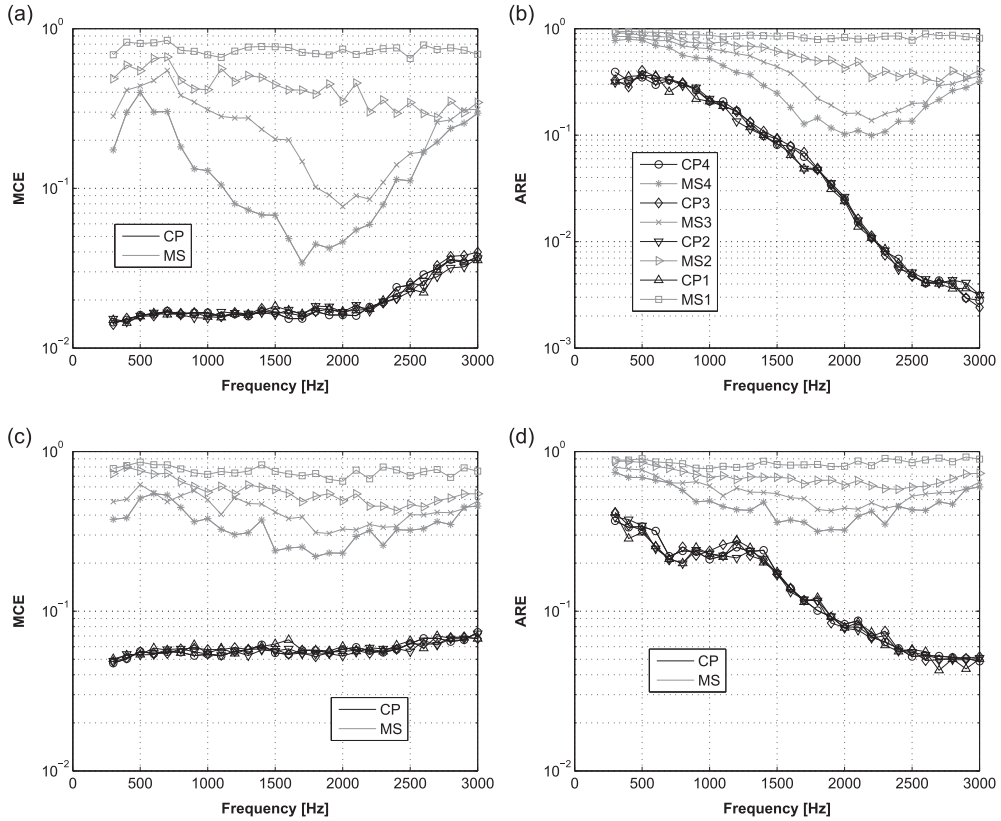 (a)
10^0
10^-1
10^-2
MCE
CP
MS
0 500 1000 1500 2000 2500 3000
Frequency [Hz]
(b)
10^0
10^-1
10^-2
10^-3
ARE
CP4
MS4
CP3
MS3
CP2
MS2
CP1
MS1
0 500 1000 1500 2000 2500 3000
Frequency [Hz]
(c)
10^0
10^-1
10^-2
MCE
CP
MS
0 500 1000 1500 2000 2500 3000
Frequency [Hz]
(d)
10^0
10^-1
10^-2
ARE
CP
MS
0 500 1000 1500 2000 2500 3000
Frequency [Hz]